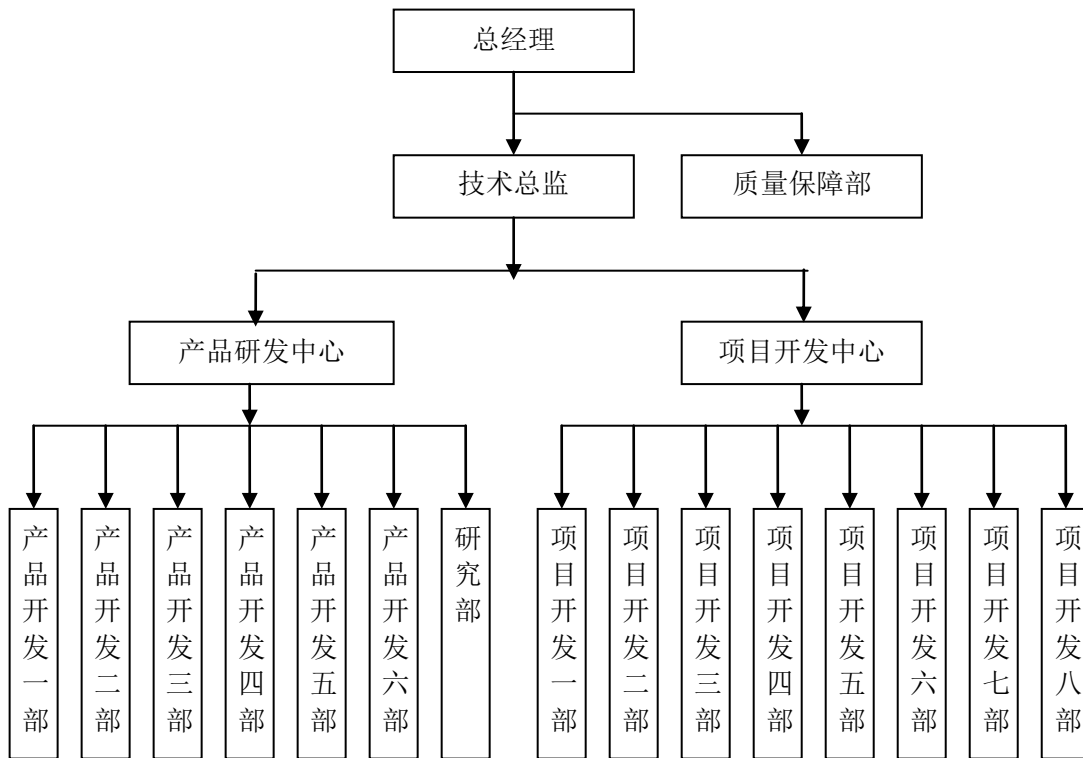 总经理
技术总监
质量保障部
产品研发中心
项目开发中心
产品开发一部
产品开发二部
产品开发三部
产品开发四部
产品开发五部
产品开发六部
研究部
项目开发一部
项目开发二部
项目开发三部
项目开发四部
项目开发五部
项目开发六部
项目开发七部
项目开发八部